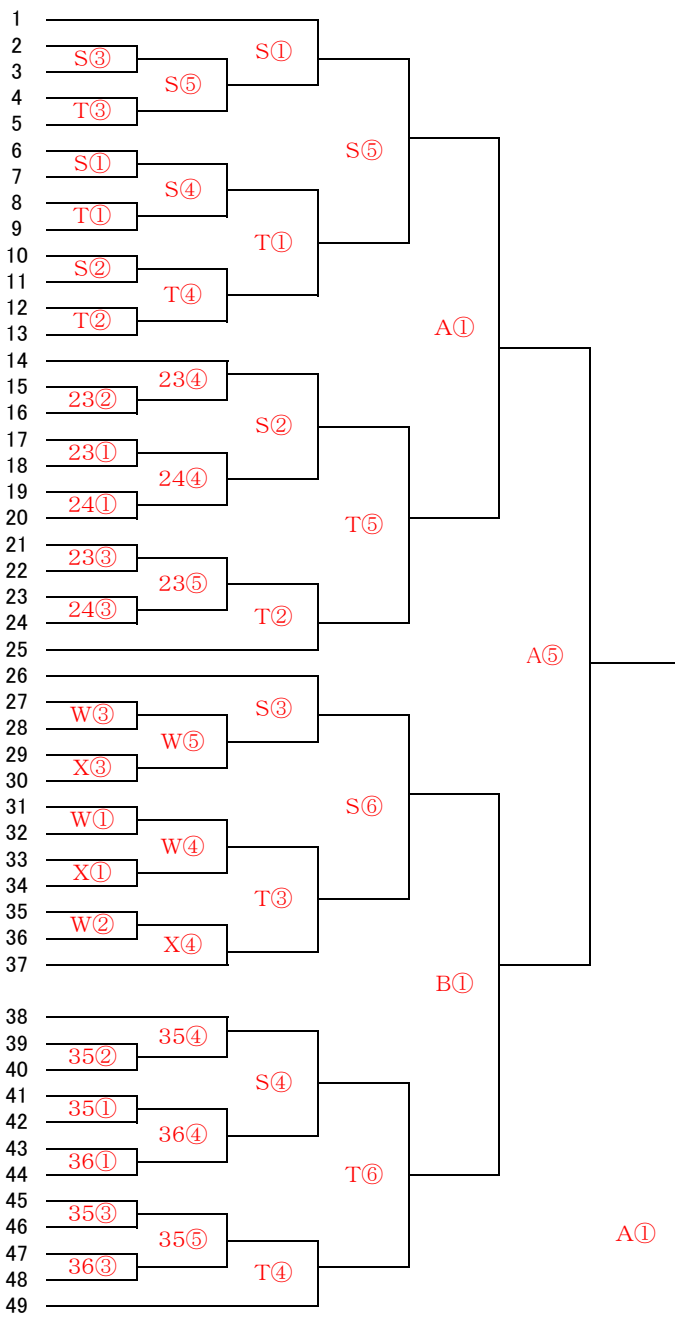 1
S①
2
S③
3
S⑤
4
T③
5
S⑤
6
S①
7
S④
8
T①
9
T①
10
S②
11
T④
12
T②
13
A①
14
23④
15
23②
16
S②
17
23①
18
24④
19
24①
20
T⑤
21
23③
22
23⑤
23
24③
24
T②
25
A⑤
26
S③
27
W③
28
W⑤
29
X③
30
S⑥
31
W①
32
W④
33
X①
34
T③
35
W②
36
X④
37
B①
38
35④
39
35②
40
S④
41
35①
42
36④
43
36①
44
T⑥
45
35③
46
35⑤
A①
47
36③
48
T④
49